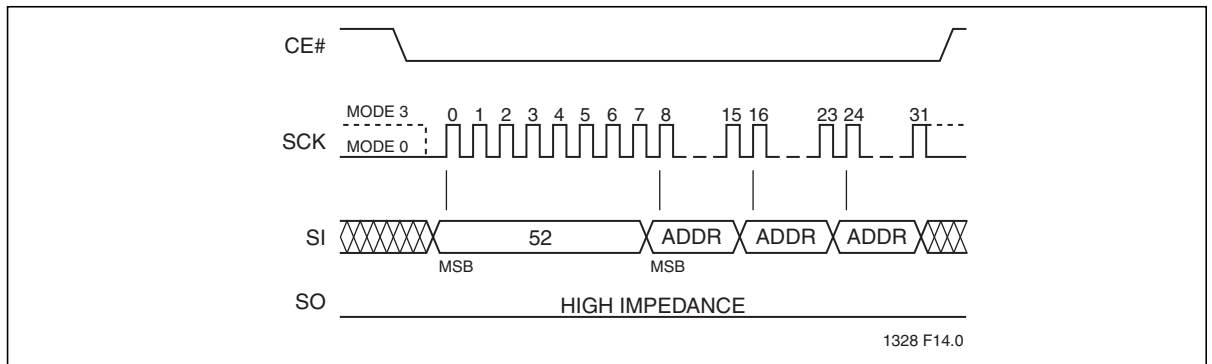 CE#
MODE 3
0 1 2 3 4 5 6 7 8 15 16 23 24 31
SCK
MODE 0
SI 52 ADDR ADDR ADDR
MSB MSB
SO HIGH IMPEDANCE
1328 F14.0